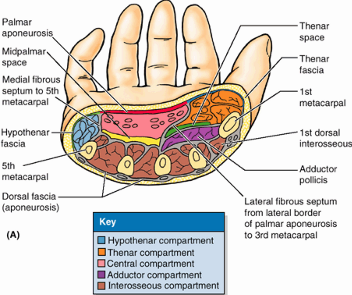 Palmar
aponeurosis
Midpalmar
space
Medial fibrous
septum to 5th
metacarpal
Hypothenar
fascia
5th
metacarpal
Dorsal fascia
(aponeurosis)
(A)
Thenar
space
Thenar
fascia
1st
metacarpal
1st dorsal
interosseous
Adductor
pollicis
Lateral fibrous septum
from lateral border
of palmar aponeurosis
to 3rd metacarpal
Key
Hypothenar compartment
Thenar compartment
Central compartment
Adductor compartment
Interosseous compartment